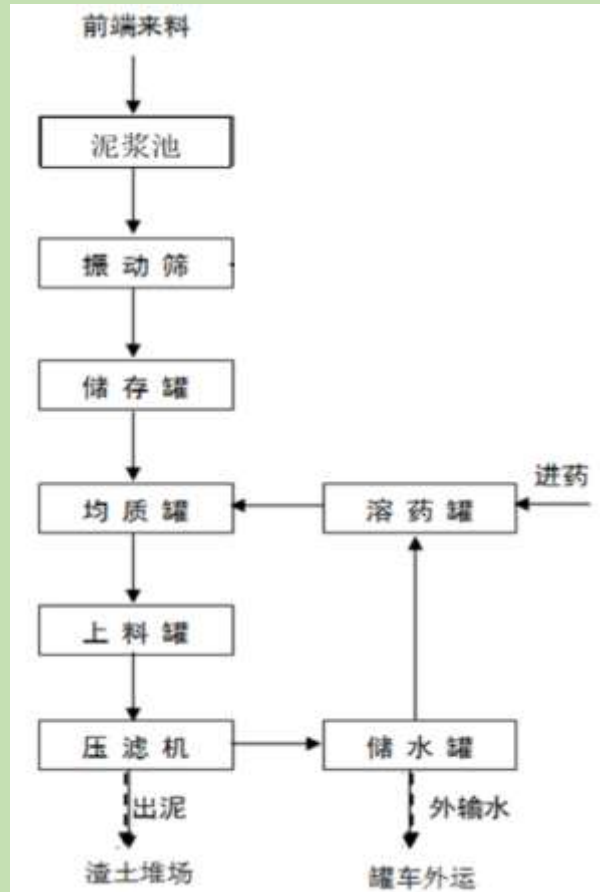 前端来料
泥浆池
振动筛
储存罐
均质罐
溶药罐
进药
上料罐
压滤机
储水罐
出泥
外输水
渣土堆场
罐车外运